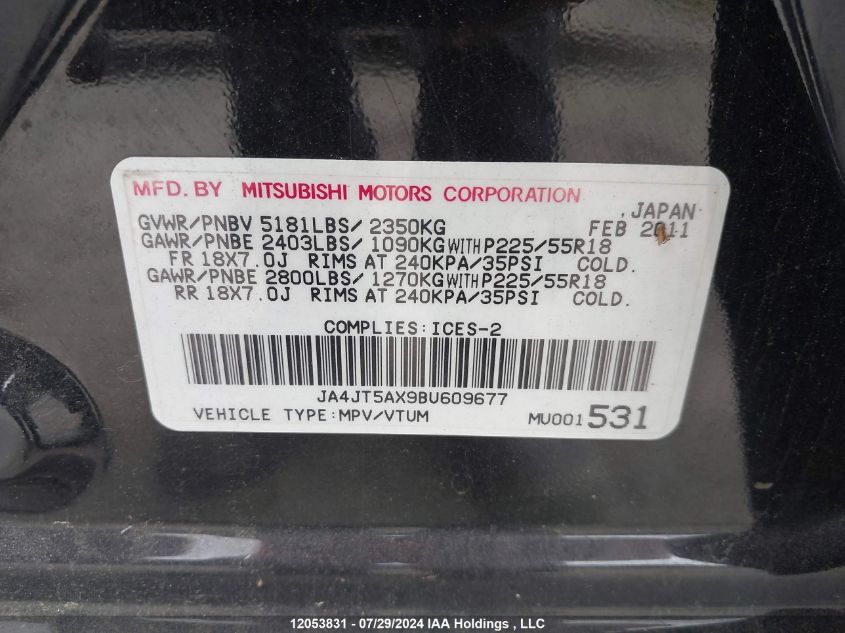 MFD. BY MITSUBISHI MOTORS CORPORATION
, JAPAN
GVWR/PNBV 5181LBS/ 2350KG FEB 2011
GAWR/PNBE 2403LBS/ 1090KG WITH P225/55R18
FR 18X7.0J RIMS AT 240KPA/35PSI COLD.
GAWR/PNBE 2800LBS/ 1270KG WITH P225/55R18
RR 18X7.0J RIMS AT 240KPA/35PSI COLD.
COMPLIES:ICES-2
JA4JT5AX9BU609677
VEHICLE TYPE:MPV/VTUM MU001531
12053831 - 07/29/2024 IAA Holdings , LLC